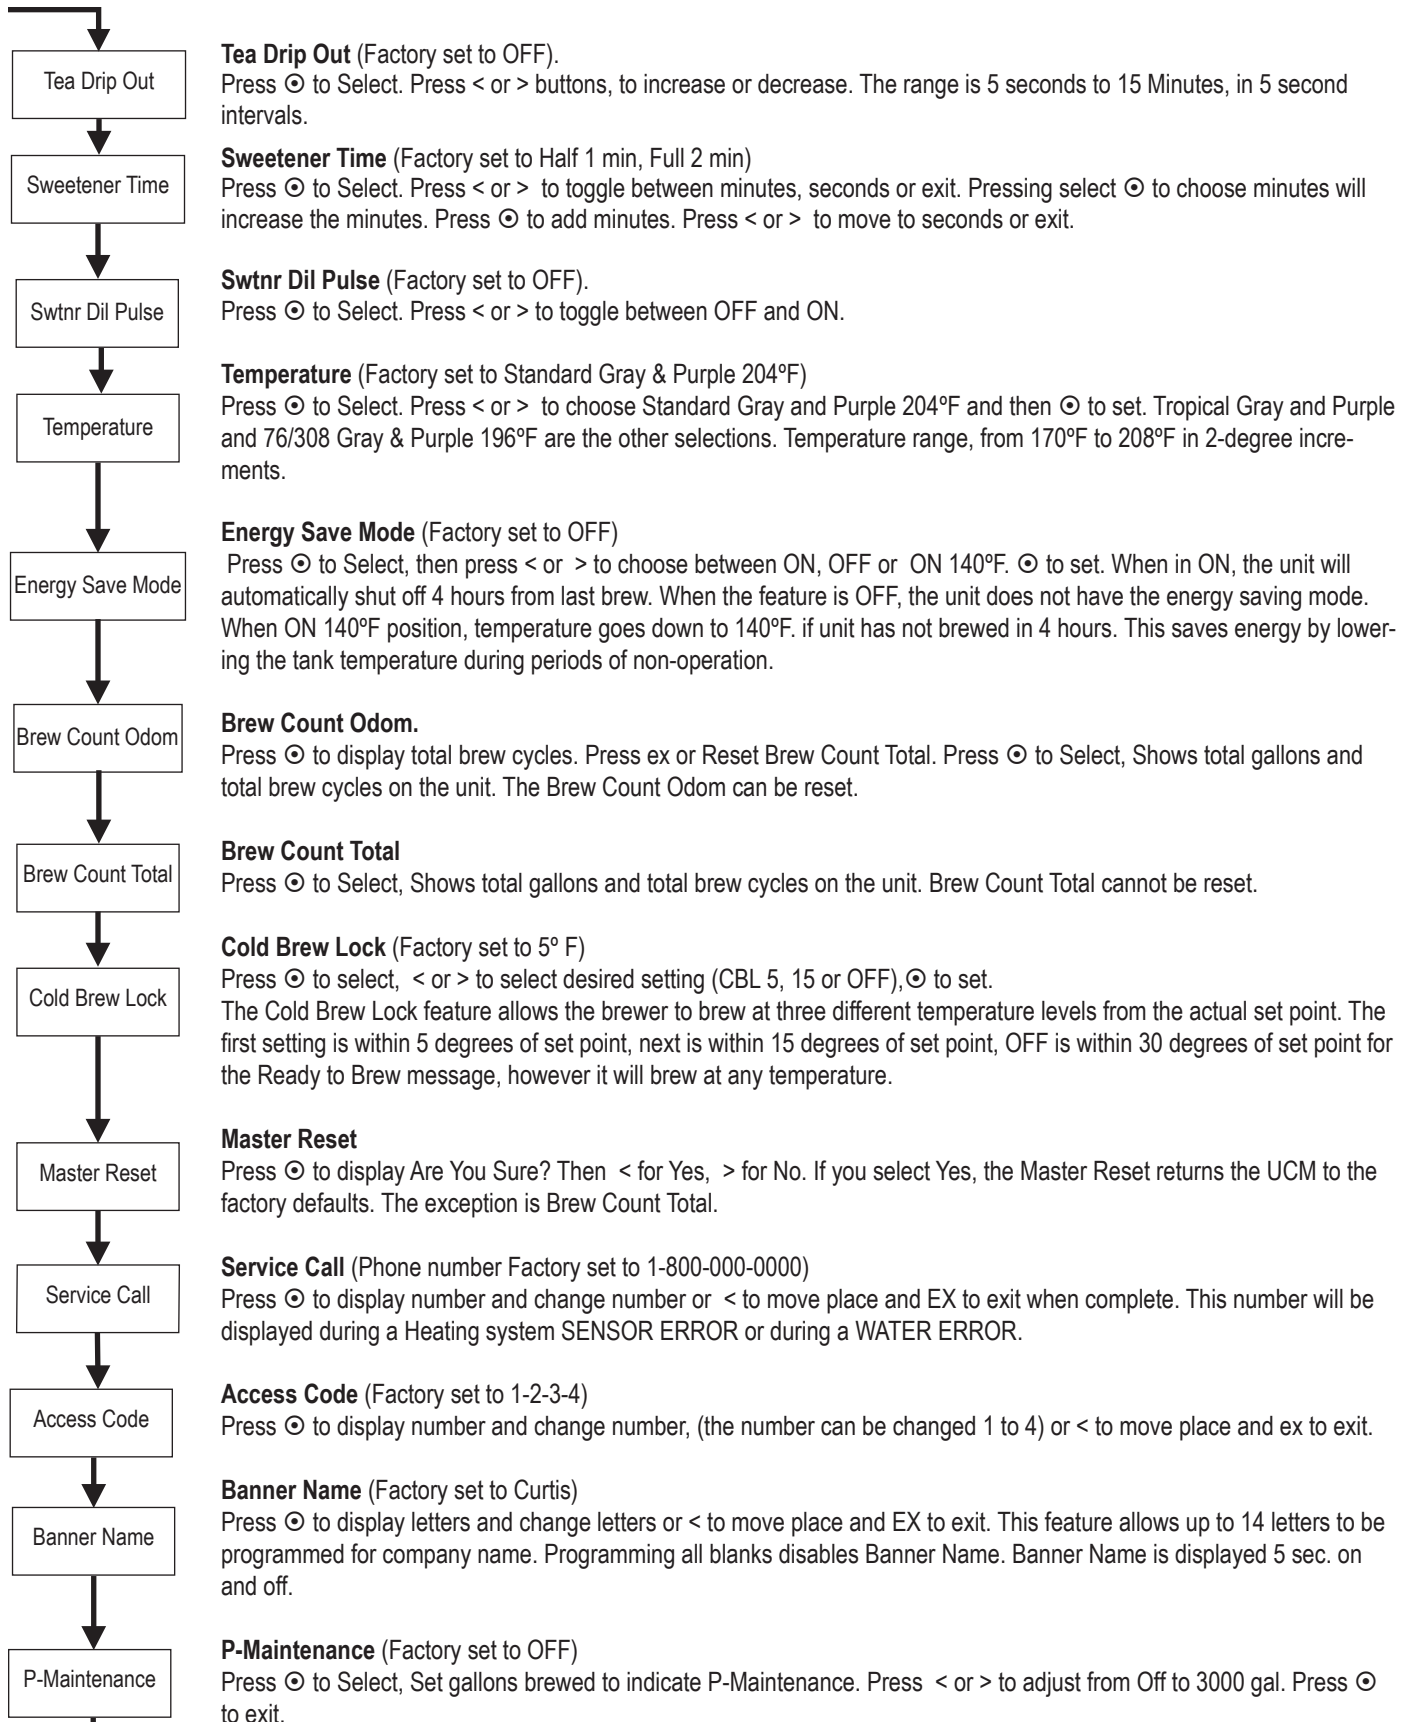 Tea Drip Out
Tea Drip Out (Factory set to OFF).
Press ⊙ to Select. Press < or > buttons, to increase or decrease. The range is 5 seconds to 15 Minutes, in 5 second
intervals.
Sweetener Time
Sweetener Time (Factory set to Half 1 min, Full 2 min)
Press ⊙ to Select. Press < or > to toggle between minutes, seconds or exit. Pressing select ⊙ to choose minutes will
increase the minutes. Press ⊙ to add minutes. Press < or > to move to seconds or exit.
Swtnr Dil Pulse
Swtnr Dil Pulse (Factory set to OFF).
Press ⊙ to Select. Press < or > to toggle between OFF and ON.
Temperature
Temperature (Factory set to Standard Gray & Purple 204ºF)
Press ⊙ to Select. Press < or > to choose Standard Gray and Purple 204ºF and then ⊙ to set. Tropical Gray and Purple
and 76/308 Gray & Purple 196ºF are the other selections. Temperature range, from 170ºF to 208ºF in 2-degree incre-
ments.
Energy Save Mode
Energy Save Mode (Factory set to OFF)
Press ⊙ to Select, then press < or > to choose between ON, OFF or ON 140ºF. ⊙ to set. When in ON, the unit will
automatically shut off 4 hours from last brew. When the feature is OFF, the unit does not have the energy saving mode.
When ON 140ºF position, temperature goes down to 140ºF. if unit has not brewed in 4 hours. This saves energy by lower-
ing the tank temperature during periods of non-operation.
Brew Count Odom
Brew Count Odom.
Press ⊙ to display total brew cycles. Press ex or Reset Brew Count Total. Press ⊙ to Select, Shows total gallons and
total brew cycles on the unit. The Brew Count Odom can be reset.
Brew Count Total
Brew Count Total
Press ⊙ to Select, Shows total gallons and total brew cycles on the unit. Brew Count Total cannot be reset.
Cold Brew Lock
Cold Brew Lock (Factory set to 5º F)
Press ⊙ to select, < or > to select desired setting (CBL 5, 15 or OFF),⊙ to set.
The Cold Brew Lock feature allows the brewer to brew at three different temperature levels from the actual set point. The
first setting is within 5 degrees of set point, next is within 15 degrees of set point, OFF is within 30 degrees of set point for
the Ready to Brew message, however it will brew at any temperature.
Master Reset
Master Reset
Press ⊙ to display Are You Sure? Then < for Yes, > for No. If you select Yes, the Master Reset returns the UCM to the
factory defaults. The exception is Brew Count Total.
Service Call
Service Call (Phone number Factory set to 1-800-000-0000)
Press ⊙ to display number and change number or < to move place and EX to exit when complete. This number will be
displayed during a Heating system SENSOR ERROR or during a WATER ERROR.
Access Code
Access Code (Factory set to 1-2-3-4)
Press ⊙ to display number and change number, (the number can be changed 1 to 4) or < to move place and ex to exit.
Banner Name
Banner Name (Factory set to Curtis)
Press ⊙ to display letters and change letters or < to move place and EX to exit. This feature allows up to 14 letters to be
programmed for company name. Programming all blanks disables Banner Name. Banner Name is displayed 5 sec. on
and off.
P-Maintenance
P-Maintenance (Factory set to OFF)
Press ⊙ to Select, Set gallons brewed to indicate P-Maintenance. Press < or > to adjust from Off to 3000 gal. Press ⊙
to exit.